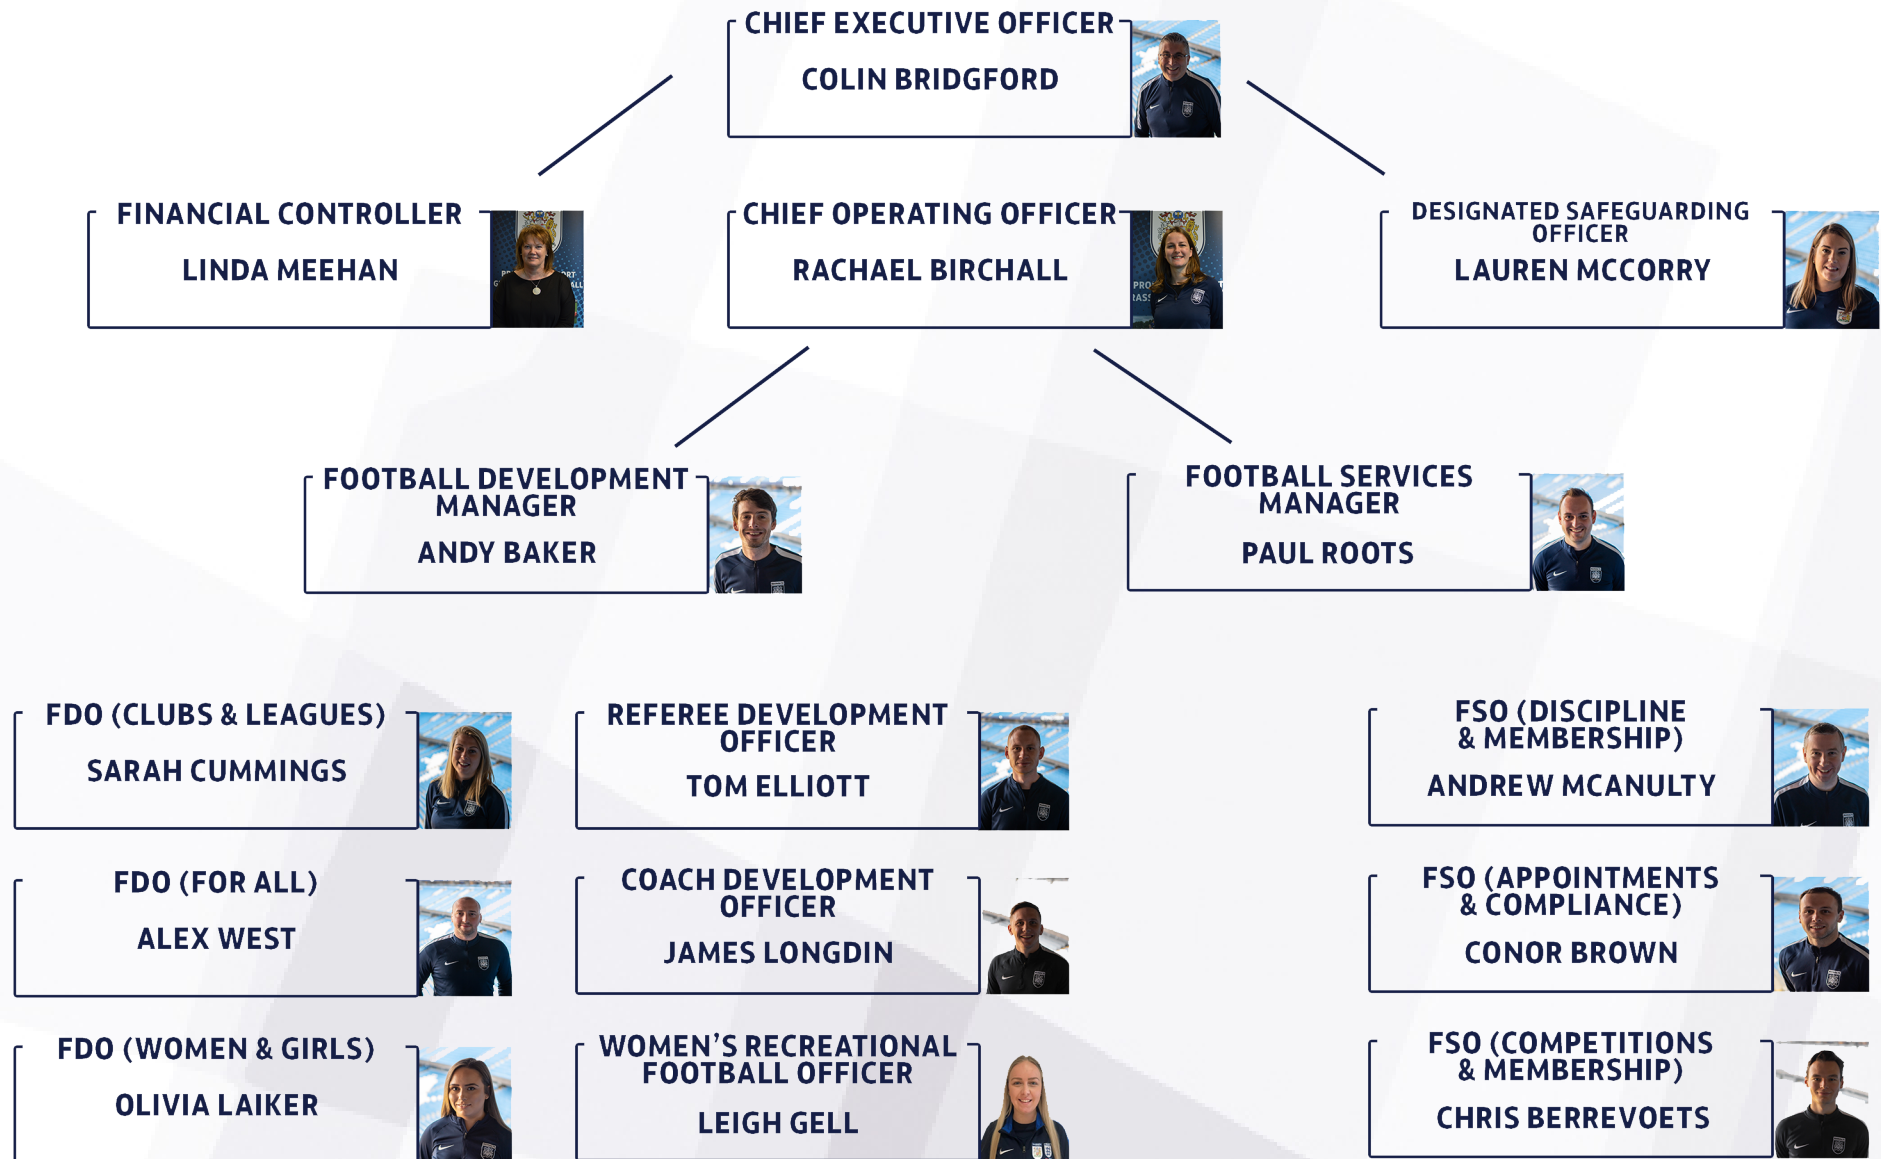 CHIEF EXECUTIVE OFFICER
COLIN BRIDGFORD
FINANCIAL CONTROLLER
LINDA MEEHAN
CHIEF OPERATING OFFICER
RACHAEL BIRCHALL
DESIGNATED SAFEGUARDING
OFFICER
LAUREN MCCORRY
FOOTBALL DEVELOPMENT
MANAGER
ANDY BAKER
FOOTBALL SERVICES
MANAGER
PAUL ROOTS
FDO (CLUBS & LEAGUES)
SARAH CUMMINGS
REFEREE DEVELOPMENT
OFFICER
TOM ELLIOTT
FSO (DISCIPLINE
& MEMBERSHIP)
ANDREW MCANULTY
FDO (FOR ALL)
ALEX WEST
COACH DEVELOPMENT
OFFICER
JAMES LONGDIN
FSO (APPOINTMENTS
& COMPLIANCE)
CONOR BROWN
FDO (WOMEN & GIRLS)
OLIVIA LAIKER
WOMEN'S RECREATIONAL
FOOTBALL OFFICER
LEIGH GELL
FSO (COMPETITIONS
& MEMBERSHIP)
CHRIS BERREVOETS